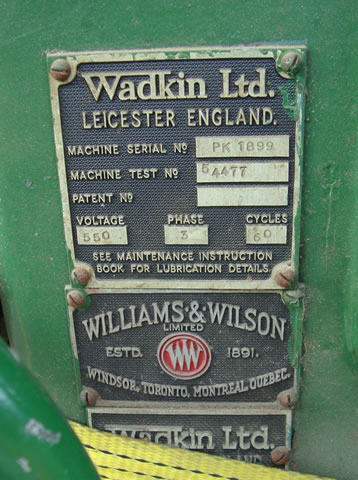 Wadkin Ltd.
LEICESTER ENGLAND.
MACHINE SERIAL Nº PK 1899
MACHINE TEST Nº 54477
PATENT Nº
VOLTAGE PHASE CYCLES
550 3 60
SEE MAINTENANCE INSTRUCTION
BOOK FOR LUBRICATION DETAILS.
WILLIAMS & WILSON
LIMITED
ESTD. WW 1891.
WINDSOR, TORONTO, MONTREAL, QUEBEC.
Wadkin Ltd.
ENGLAND